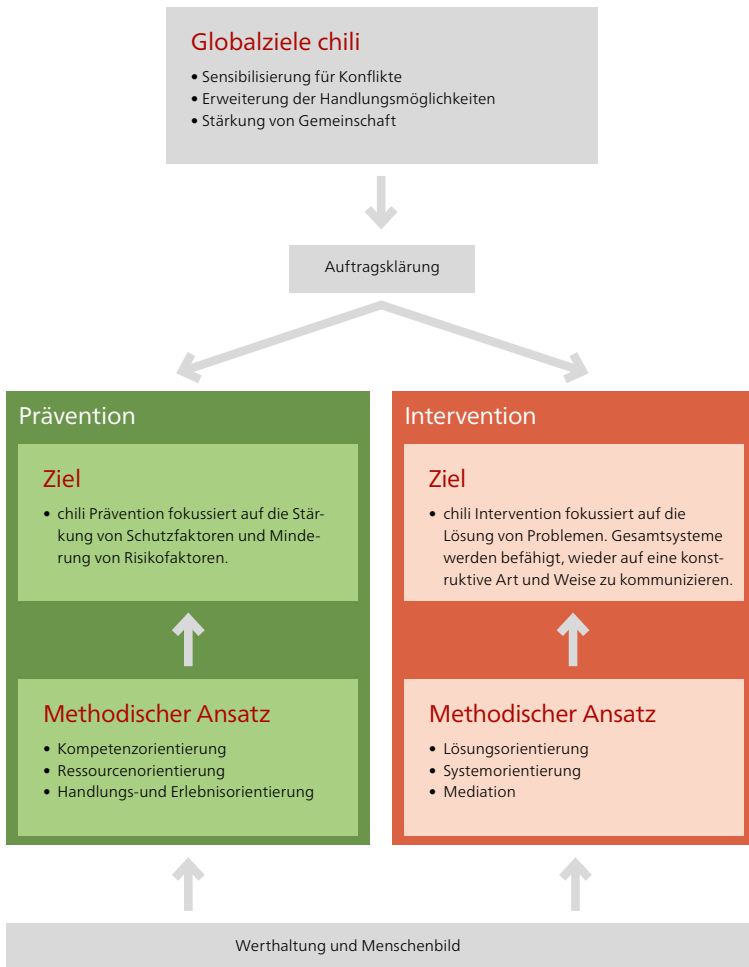 Globalziele chili
• Sensibilisierung für Konflikte
• Erweiterung der Handlungsmöglichkeiten
• Stärkung von Gemeinschaft
Auftragsklärung
Prävention
Ziel
• chili Prävention fokussiert auf die Stär-
kung von Schutzfaktoren und Minde-
rung von Risikofaktoren.
Methodischer Ansatz
• Kompetenzorientierung
• Ressourcenorientierung
• Handlungs-und Erlebnisorientierung
Intervention
Ziel
• chili Intervention fokussiert auf die
Lösung von Problemen. Gesamtsysteme
werden befähigt, wieder auf eine konst-
ruktive Art und Weise zu kommunizieren.
Methodischer Ansatz
• Lösungsorientierung
• Systemorientierung
• Mediation
Werthaltung und Menschenbild